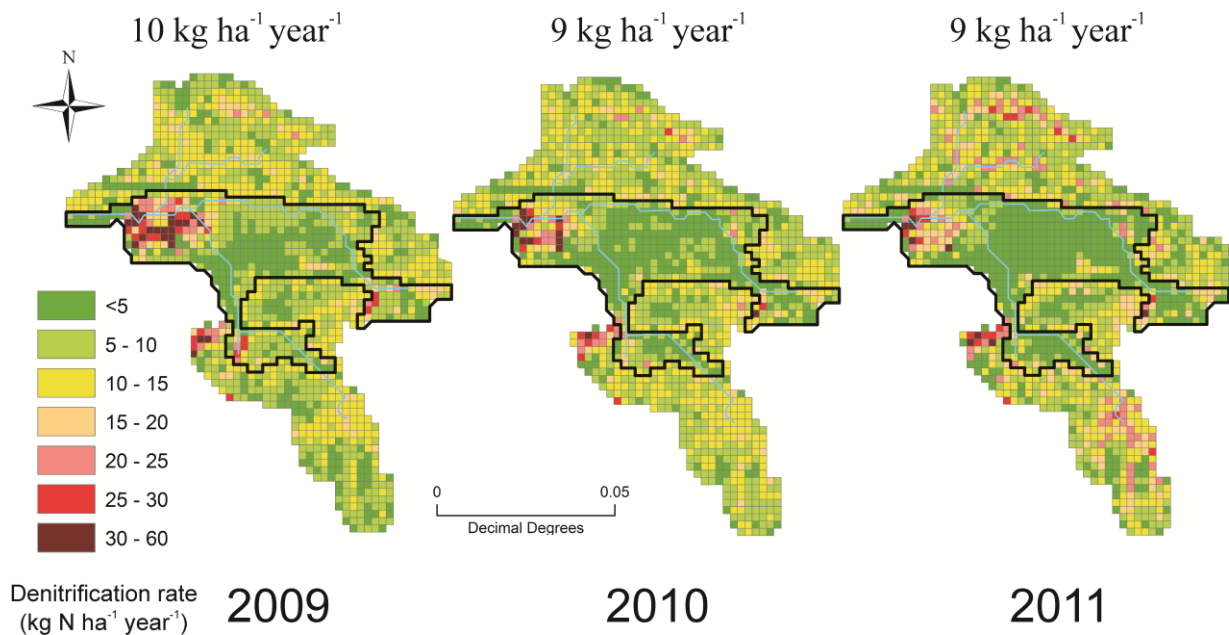 10 kg ha⁻¹ year⁻¹
9 kg ha⁻¹ year⁻¹
9 kg ha⁻¹ year⁻¹
N
<5
5 - 10
10 - 15
15 - 20
20 - 25
25 - 30
30 - 60
0 0.05
Decimal Degrees
Denitrification rate
(kg N ha⁻¹ year⁻¹)
2009
2010
2011